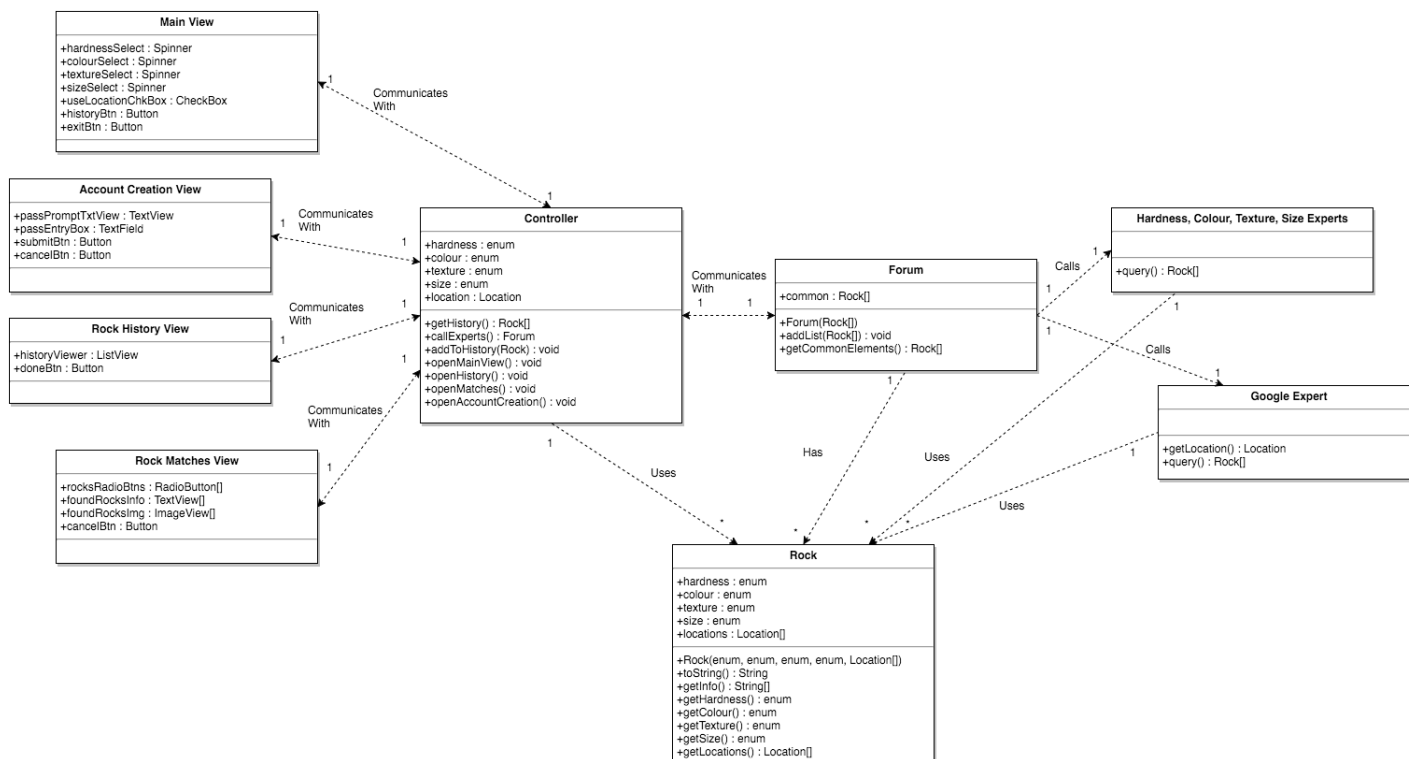 Main View
+hardnessSelect : Spinner
+colourSelect : Spinner
+textureSelect : Spinner
+sizeSelect : Spinner
+useLocationChkBox : CheckBox
+historyBtn : Button
+exitBtn : Button
1
Communicates
With
1
Account Creation View
+passPromptTxtView : TextView
+passEntryBox : TextField
+submitBtn : Button
+cancelBtn : Button
1
Communicates
With
1
Rock History View
+historyViewer : ListView
+doneBtn : Button
1
Communicates
With
1
Rock Matches View
+rocksRadioBtns : RadioButton[]
+foundRocksInfo : TextView[]
+foundRocksImg : ImageView[]
+cancelBtn : Button
1
Communicates
With
1
Controller
+hardness : enum
+colour : enum
+texture : enum
+size : enum
+location : Location
+getHistory() : Rock[]
+callExperts() : Forum
+addToHistory(Rock) : void
+openMainView() : void
+openHistory() : void
+openMatches() : void
+openAccountCreation() : void
Communicates
With
1
1
Forum
+common : Rock[]
+Forum(Rock[])
+addList(Rock[]) : void
+getCommonElements() : Rock[]
1
Calls
1
Hardness, Colour, Texture, Size Experts
+query() : Rock[]
1
Calls
1
Google Expert
+getLocation() : Location
+query() : Rock[]
1
Uses
*
1
Has
*
1
Uses
*
1
Uses
Rock
+hardness : enum
+colour : enum
+texture : enum
+size : enum
+locations : Location[]
+Rock(enum, enum, enum, enum, Location[])
+toString() : String
+getInfo() : String[]
+getHardness() : enum
+getColour() : enum
+getTexture() : enum
+getSize() : enum
+getLocations() : Location[]